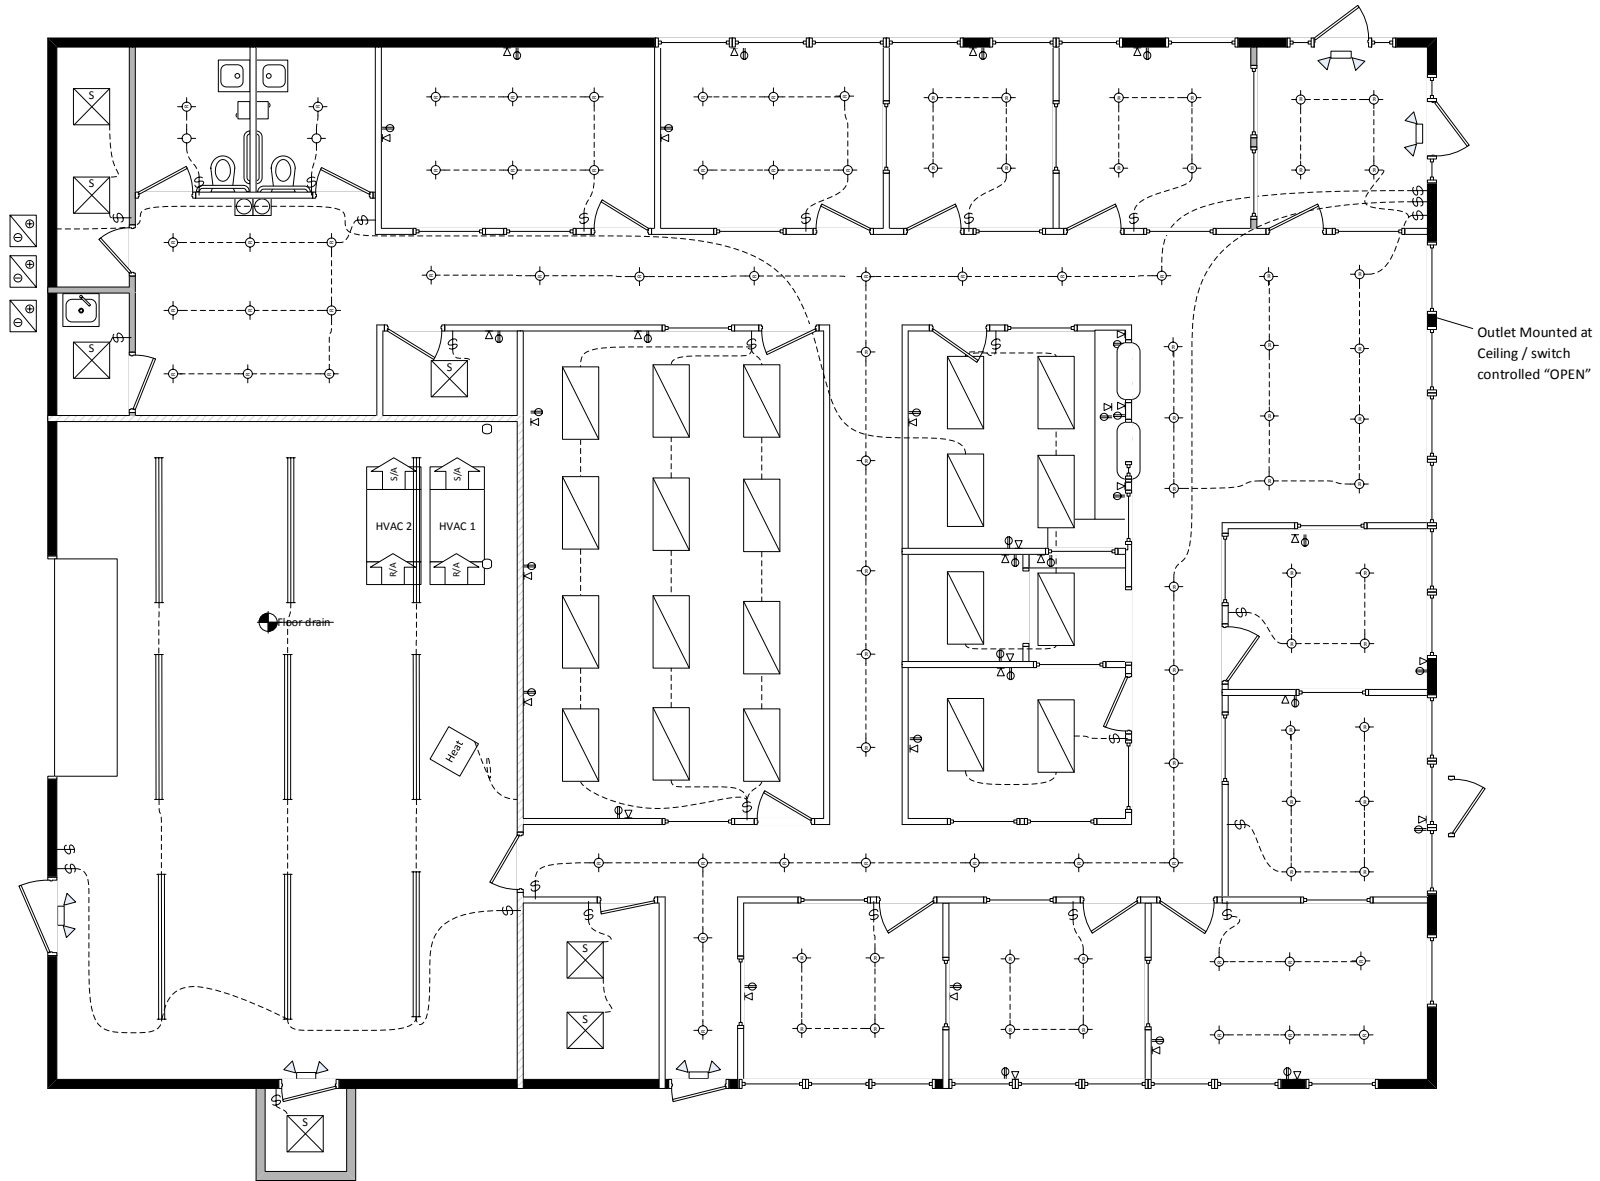 S
S
S
S
Outlet Mounted at
Ceiling / switch
controlled “OPEN”
S/A
S/A
HVAC 2
HVAC 1
R/A
R/A
Floor drain
Heat
S
S
S